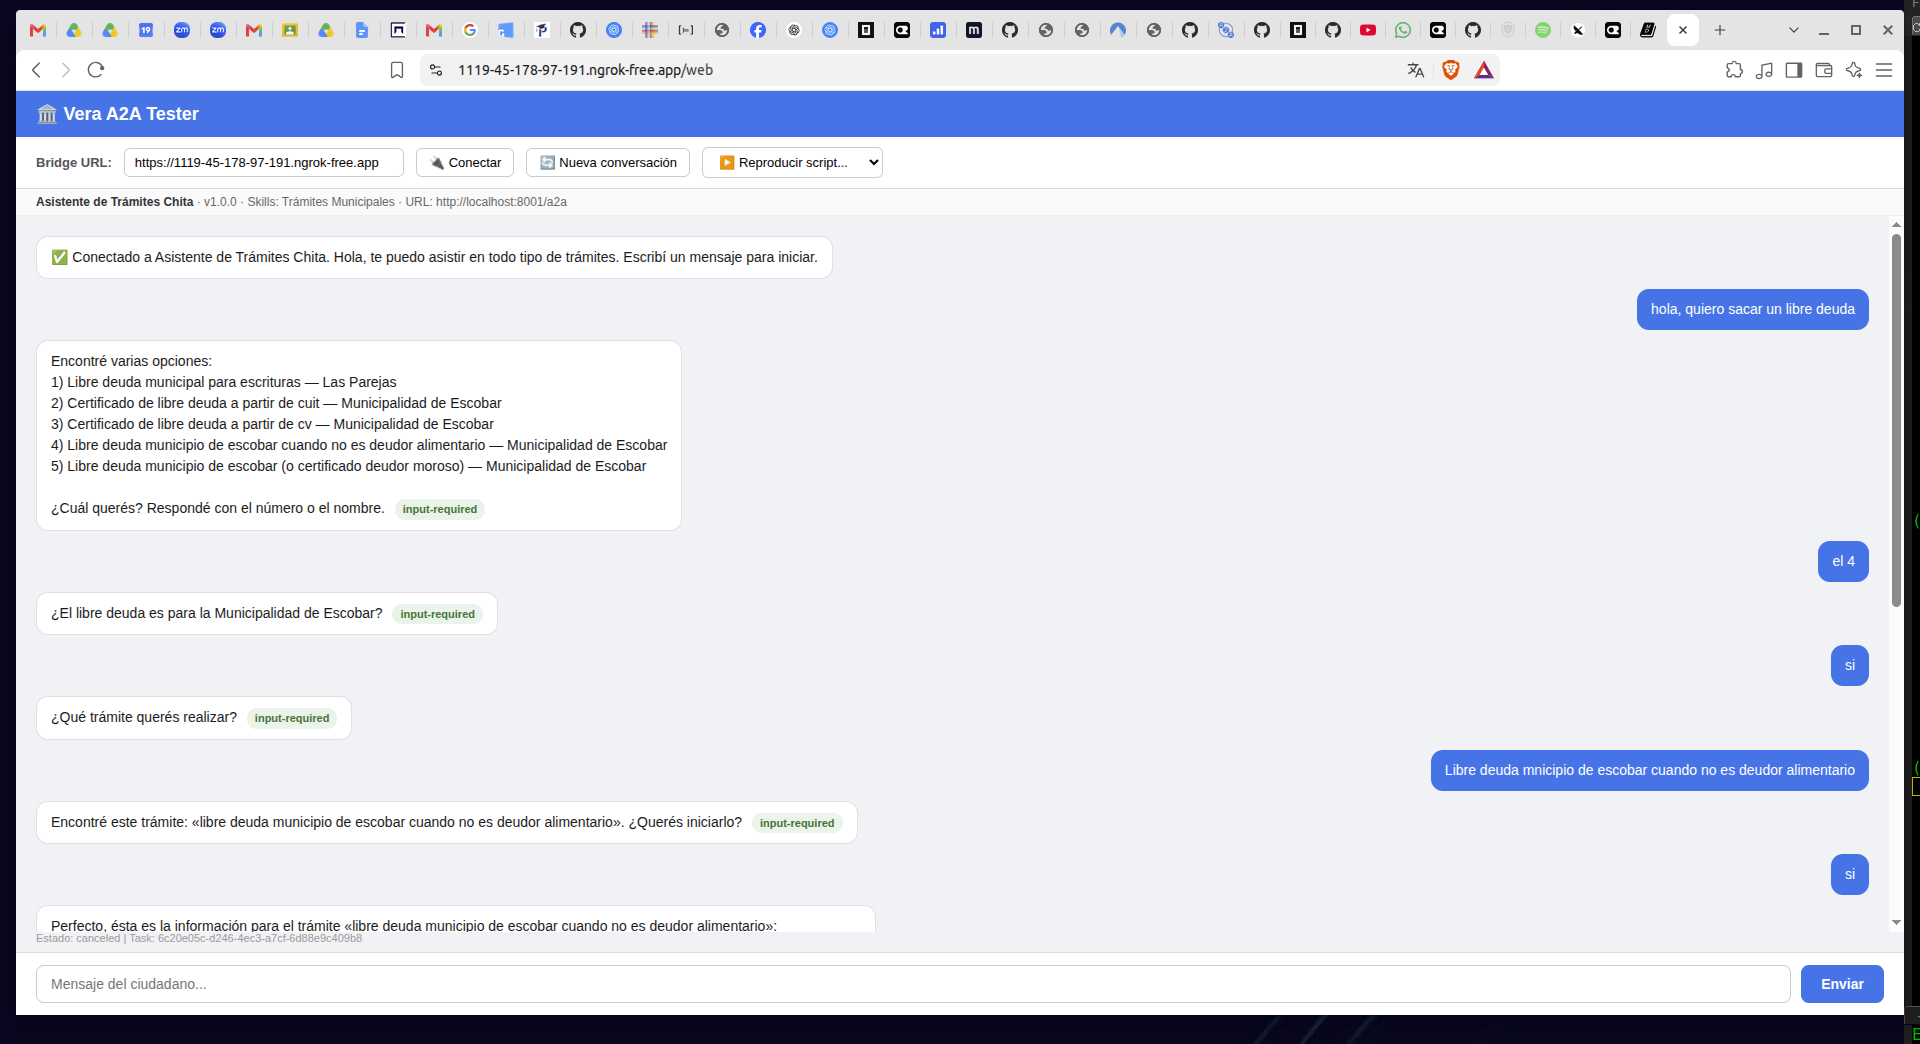 1119-45-178-97-191.ngrok-free.app/web
Vera A2A Tester
Bridge URL: https://1119-45-178-97-191.ngrok-free.app Conectar Nueva conversación Reproducir script...
Asistente de Trámites Chita · v1.0.0 · Skills: Trámites Municipales · URL: http://localhost:8001/a2a
Conectado a Asistente de Trámites Chita. Hola, te puedo asistir en todo tipo de trámites. Escribí un mensaje para iniciar.
hola, quiero sacar un libre deuda
Encontré varias opciones:
1) Libre deuda municipal para escrituras — Las Parejas
2) Certificado de libre deuda a partir de cuit — Municipalidad de Escobar
3) Certificado de libre deuda a partir de cv — Municipalidad de Escobar
4) Libre deuda municipio de escobar cuando no es deudor alimentario — Municipalidad de Escobar
5) Libre deuda municipio de escobar (o certificado deudor moroso) — Municipalidad de Escobar
¿Cuál querés? Respondé con el número o el nombre. input-required
el 4
¿El libre deuda es para la Municipalidad de Escobar? input-required
si
¿Qué trámite querés realizar? input-required
Libre deuda mnicipio de escobar cuando no es deudor alimentario
Encontré este trámite: «libre deuda municipio de escobar cuando no es deudor alimentario». ¿Querés iniciarlo? input-required
si
Perfecto, ésta es la información para el trámite «libre deuda municipio de escobar cuando no es deudor alimentario»:
Estado: canceled | Task: 6c20e05c-d246-4ec3-a7cf-6d88e9c409b8
Mensaje del ciudadano...
Enviar